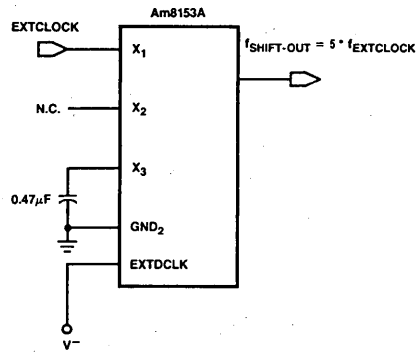 Am8153A
EXTCLOCK
X1
fSHIFT-OUT = 5 * fEXTCLOCK
N.C.
X2
X3
0.47μF
GND2
EXTDCLK
V−